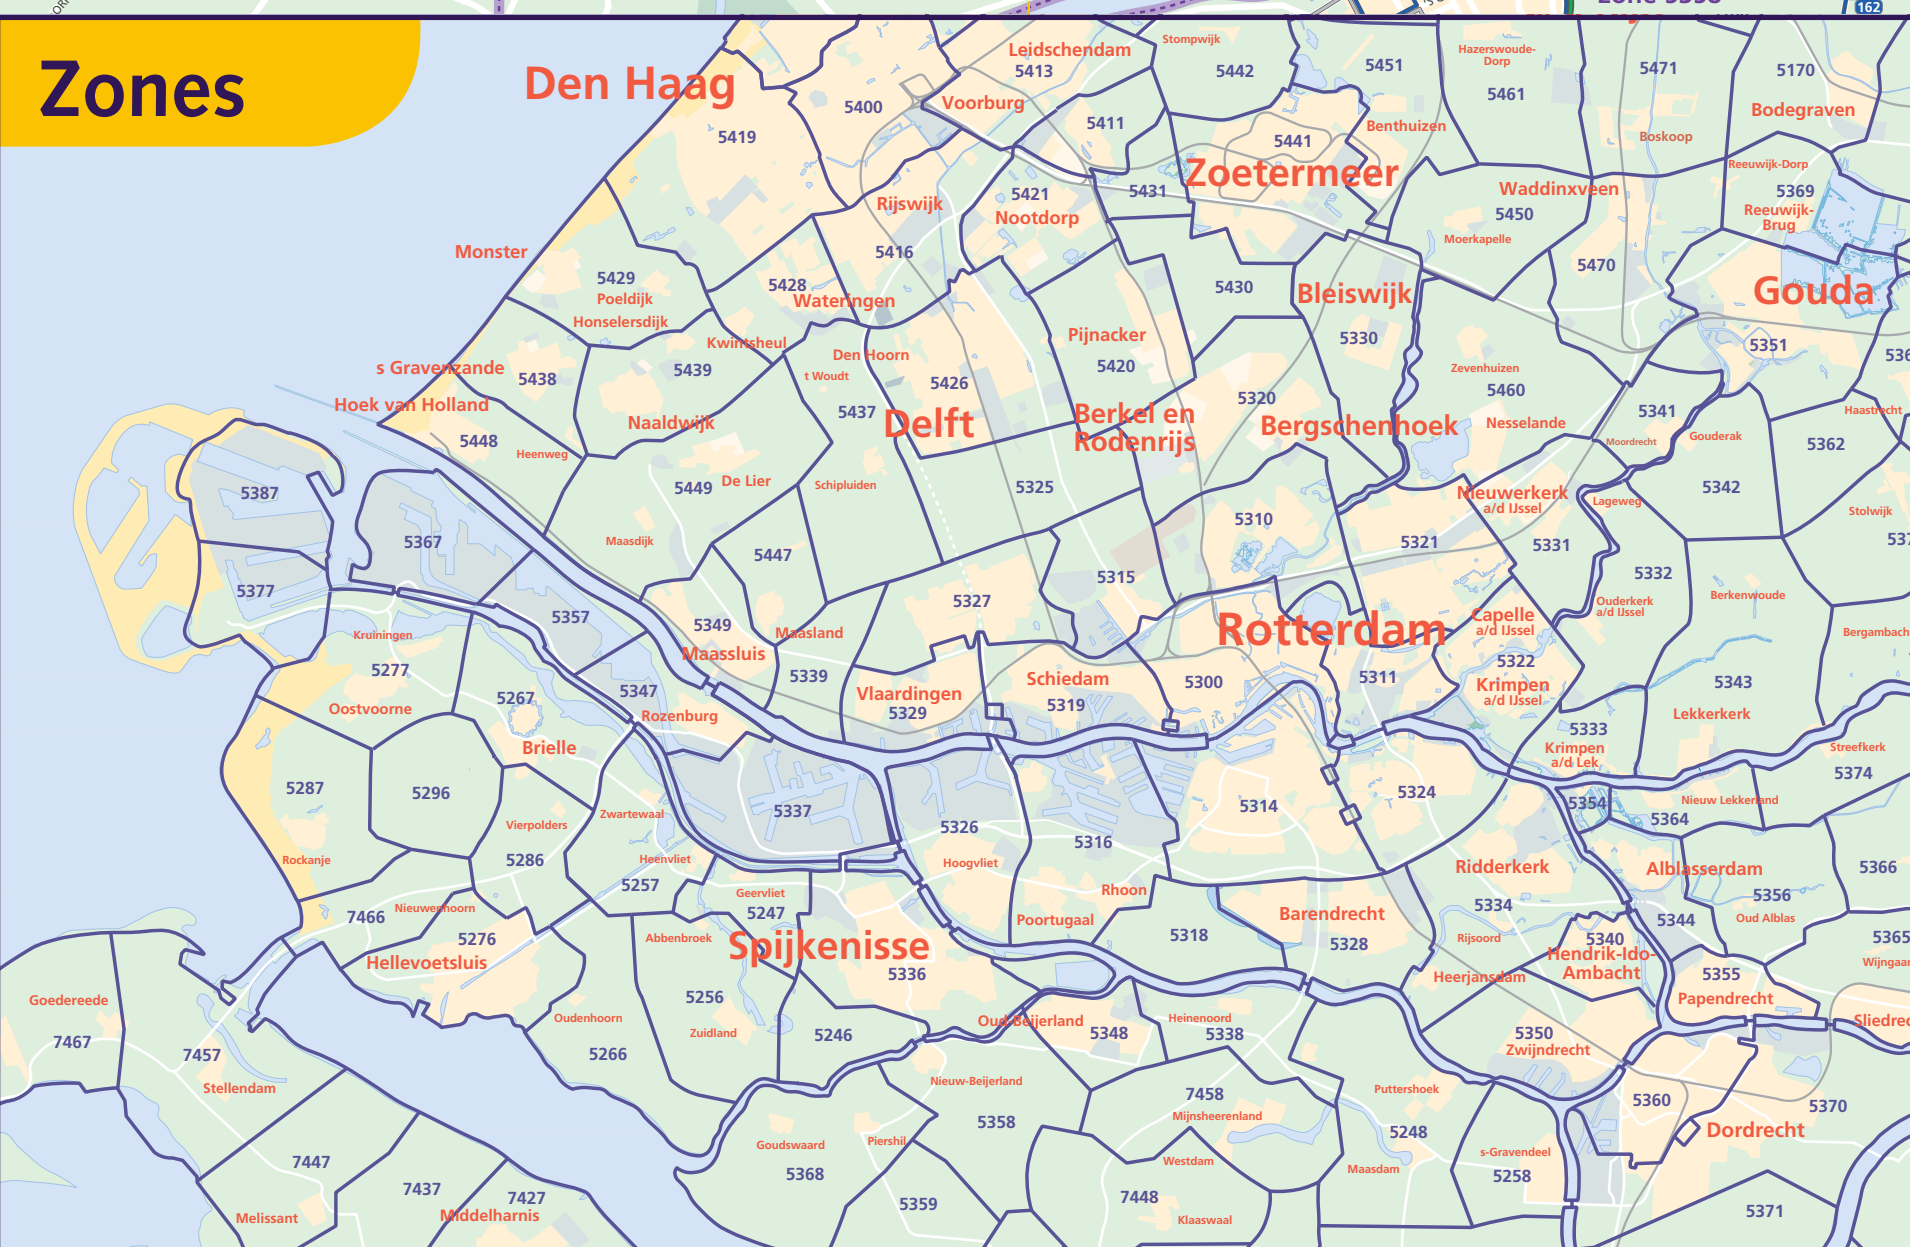 Zone 5398
162
Zones
Den Haag
Leidschendam
5413
Stompwijk
5442
5451
Hazerswoude-
Dorp
5461
5471
5170
Bodegraven
5400
Voorburg
5411
5419
5441
Benthuizen
Boskoop
Zoetermeer
Reeuwijk-Dorp
5369
Reeuwijk-
Brug
Waddinxveen
5450
Moerkapelle
5431
5421
Nootdorp
Rijswijk
5416
Monster
5429
Poeldijk
Honselersdijk
5428
Wateringen
5470
Gouda
5430
Bleiswijk
5330
Pijnacker
5420
Kwintsheul
Den Hoorn
t Woudt
5351
s Gravenzande
5438
5439
5426
Zevenhuizen
5460
5320
Hoek van Holland
5448
Naaldwijk
5437
Delft
Berkel en
Rodenrijs
Bergschenhoek
Nesselande
5341
Moordrecht
Gouderak
Haastrecht
5362
Heenweg
5387
5449
De Lier
Schipluiden
5325
Nieuwerkerk
a/d IJssel
Lageweg
5342
Stolwijk
5367
Maasdijk
5447
5310
5321
5331
5377
5315
5332
Ouderkerk
a/d IJssel
Berkenwoude
5357
5349
5327
Maasland
Rotterdam
Capelle
a/d IJssel
5322
Bergambach
Kruiningen
5277
Maassluis
5339
Schiedam
5319
5300
5311
Krimpen
a/d IJssel
5343
Lekkerkerk
Oostvoorne
5267
5347
Rozenburg
Vlaardingen
5329
5333
Krimpen
a/d Lek
Brielle
Streefkerk
5374
5287
5296
5337
5314
5324
5354
Nieuw Lekkerland
5364
Vierpolders
Zwartewaal
5326
5316
Rockanje
5286
Heenvliet
5257
Hoogvliet
Ridderkerk
Alblasserdam
5366
Geervliet
5247
Rhoon
5334
5356
7466
Nieuwenhoorn
Poortugaal
Barendrecht
5328
5344
Oud Alblas
5276
Hellevoetsluis
Abbenbroek
Spijkenisse
5336
5318
Rijsoord
5340
Hendrik-Ido-
Ambacht
5365
5355
Heerjansdam
Papendrecht
Goedereede
7467
5256
Zuidland
Oudenhoorn
5266
5246
Oud-Beijerland
5348
Heinenoord
5338
5350
Zwijndrecht
7457
Stellendam
Nieuw-Beijerland
5358
7458
Mijnsheerenland
Puttershoek
5360
5370
Goudswaard
5368
Piershil
5248
Dordrecht
7447
Westdam
Maasdam
s-Gravendeel
5258
7437
7427
Middelharnis
5359
7448
Klaaswaal
Melissant
5371